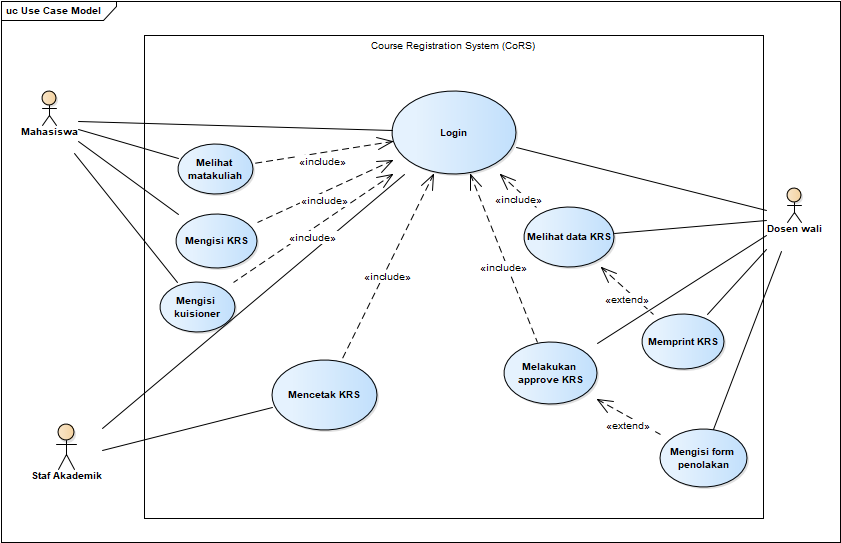 uc Use Case Model
Course Registration System (CoRS)
Mahasiswa
Login
Melihat
matakuliah
«include»
«include»
Dosen wali
Mengisi KRS
«include»
Melihat data KRS
«include»
«include»
«include»
Mengisi
kuisioner
«extend»
Memprint KRS
Melakukan
approve KRS
Mencetak KRS
«extend»
Mengisi form
penolakan
Staf Akademik